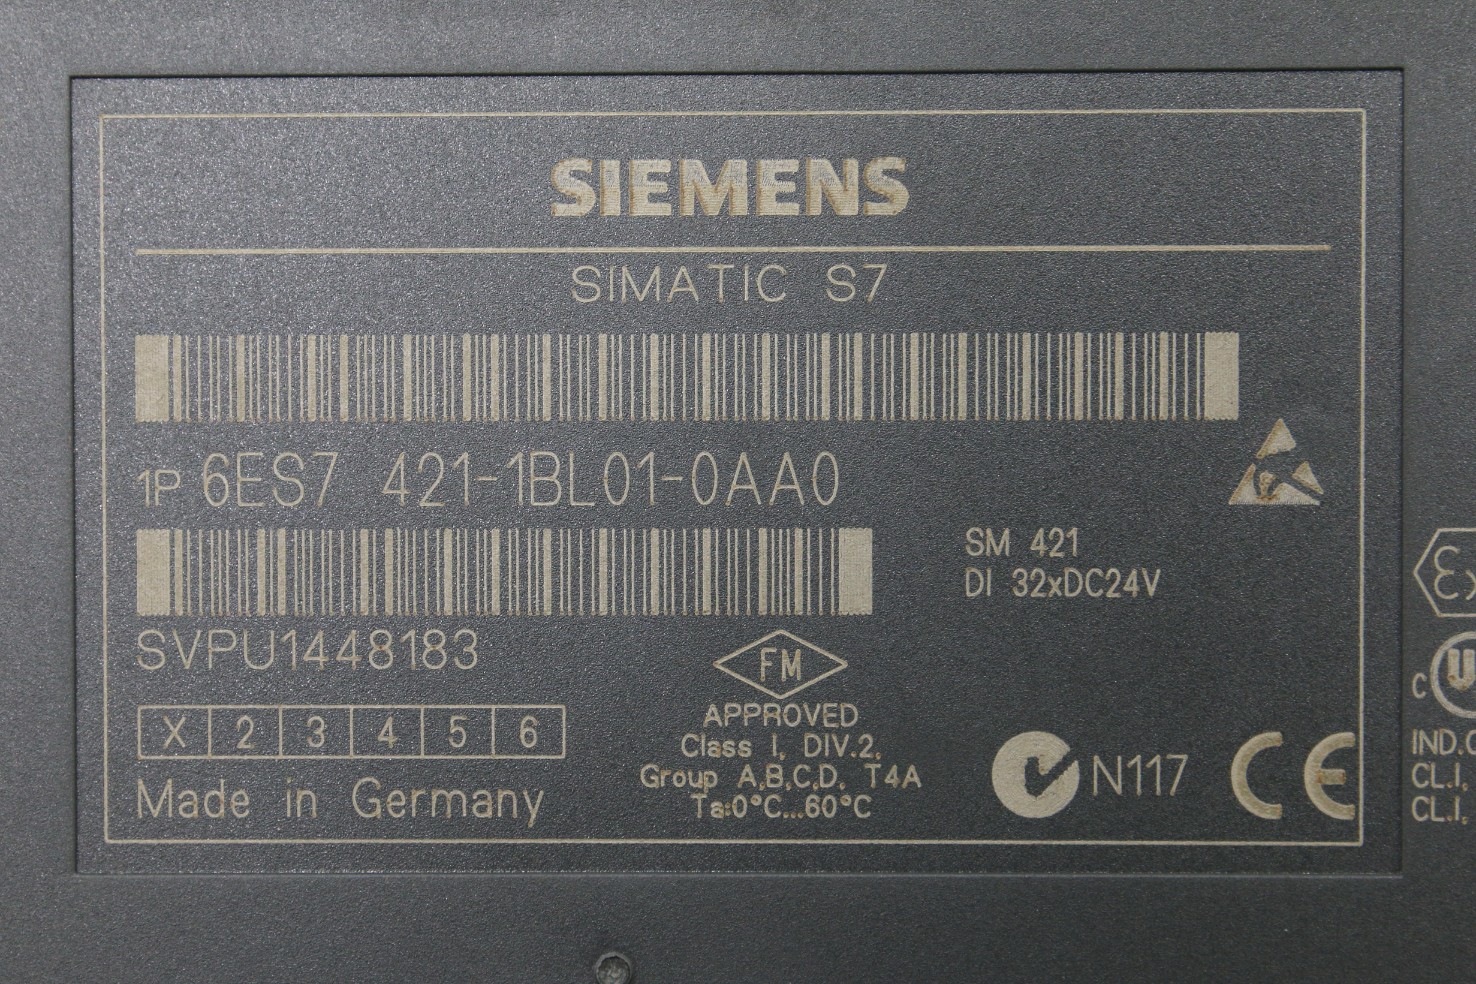 SIEMENS
SIMATIC S7
1P 6ES7 421-1BL01-0AA0
SM 421
DI 32xDC24V
SVPU1448183
FM
APPROVED
Class I, DIV.2,
Group A,B,C,D, T4A
Ta:0°C...60°C
X 2 3 4 5 6
Made in Germany
N117
CE
Ex
c U
IND.C
CL.I,
CL.I,